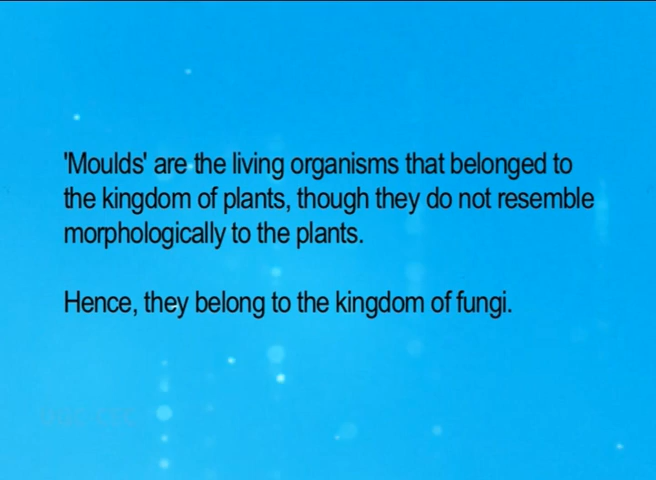 'Moulds' are the living organisms that belonged to
the kingdom of plants, though they do not resemble
morphologically to the plants.
Hence, they belong to the kingdom of fungi.